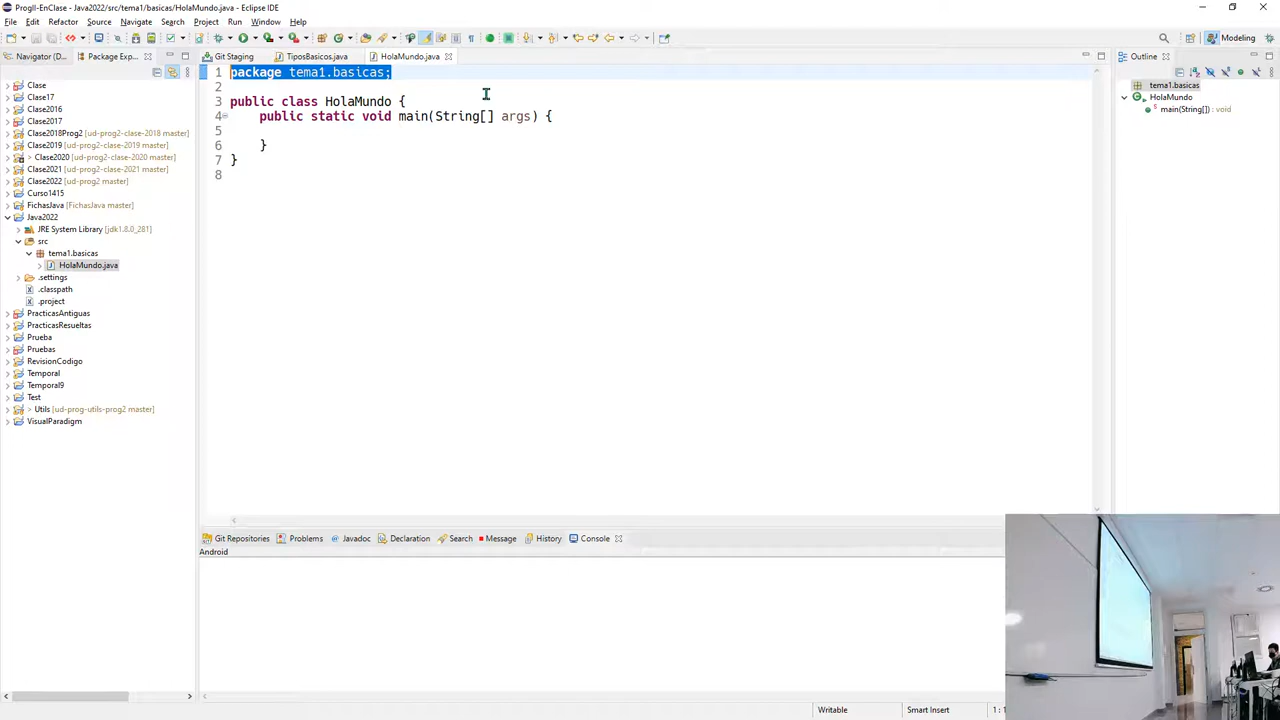 ProgII-EnClase - Java2022/src/tema1/basicas/HolaMundo.java - Eclipse IDE
File Edit Refactor Source Navigate Search Project Run Window Help
Modeling
Navigator (D... Package Exp...
Git Staging TiposBasicos.java HolaMundo.java
Outline
Clase
Clase17
Clase2016
Clase2017
Clase2018Prog2 [ud-prog2-clase-2018 master]
Clase2019 [ud-prog2-clase-2019 master]
> Clase2020 [ud-prog2-clase-2020 master]
Clase2021 [ud-prog2-clase-2021 master]
Clase2022 [ud-prog2 master]
Curso1415
FichasJava [FichasJava master]
Java2022
JRE System Library [jdk1.8.0_281]
src
tema1.basicas
HolaMundo.java
.settings
.classpath
.project
PracticasAntiguas
PracticasResueltas
Prueba
Pruebas
RevisionCodigo
Temporal
Temporal9
Test
> Utils [ud-prog-utils-prog2 master]
VisualParadigm
1 package tema1.basicas;
2
3 public class HolaMundo {
4 public static void main(String[] args) {
5
6 }
7 }
8
tema1.basicas
HolaMundo
main(String[]) : void
Git Repositories Problems Javadoc Declaration Search Message History Console
Android
Writable Smart Insert 1 : 1